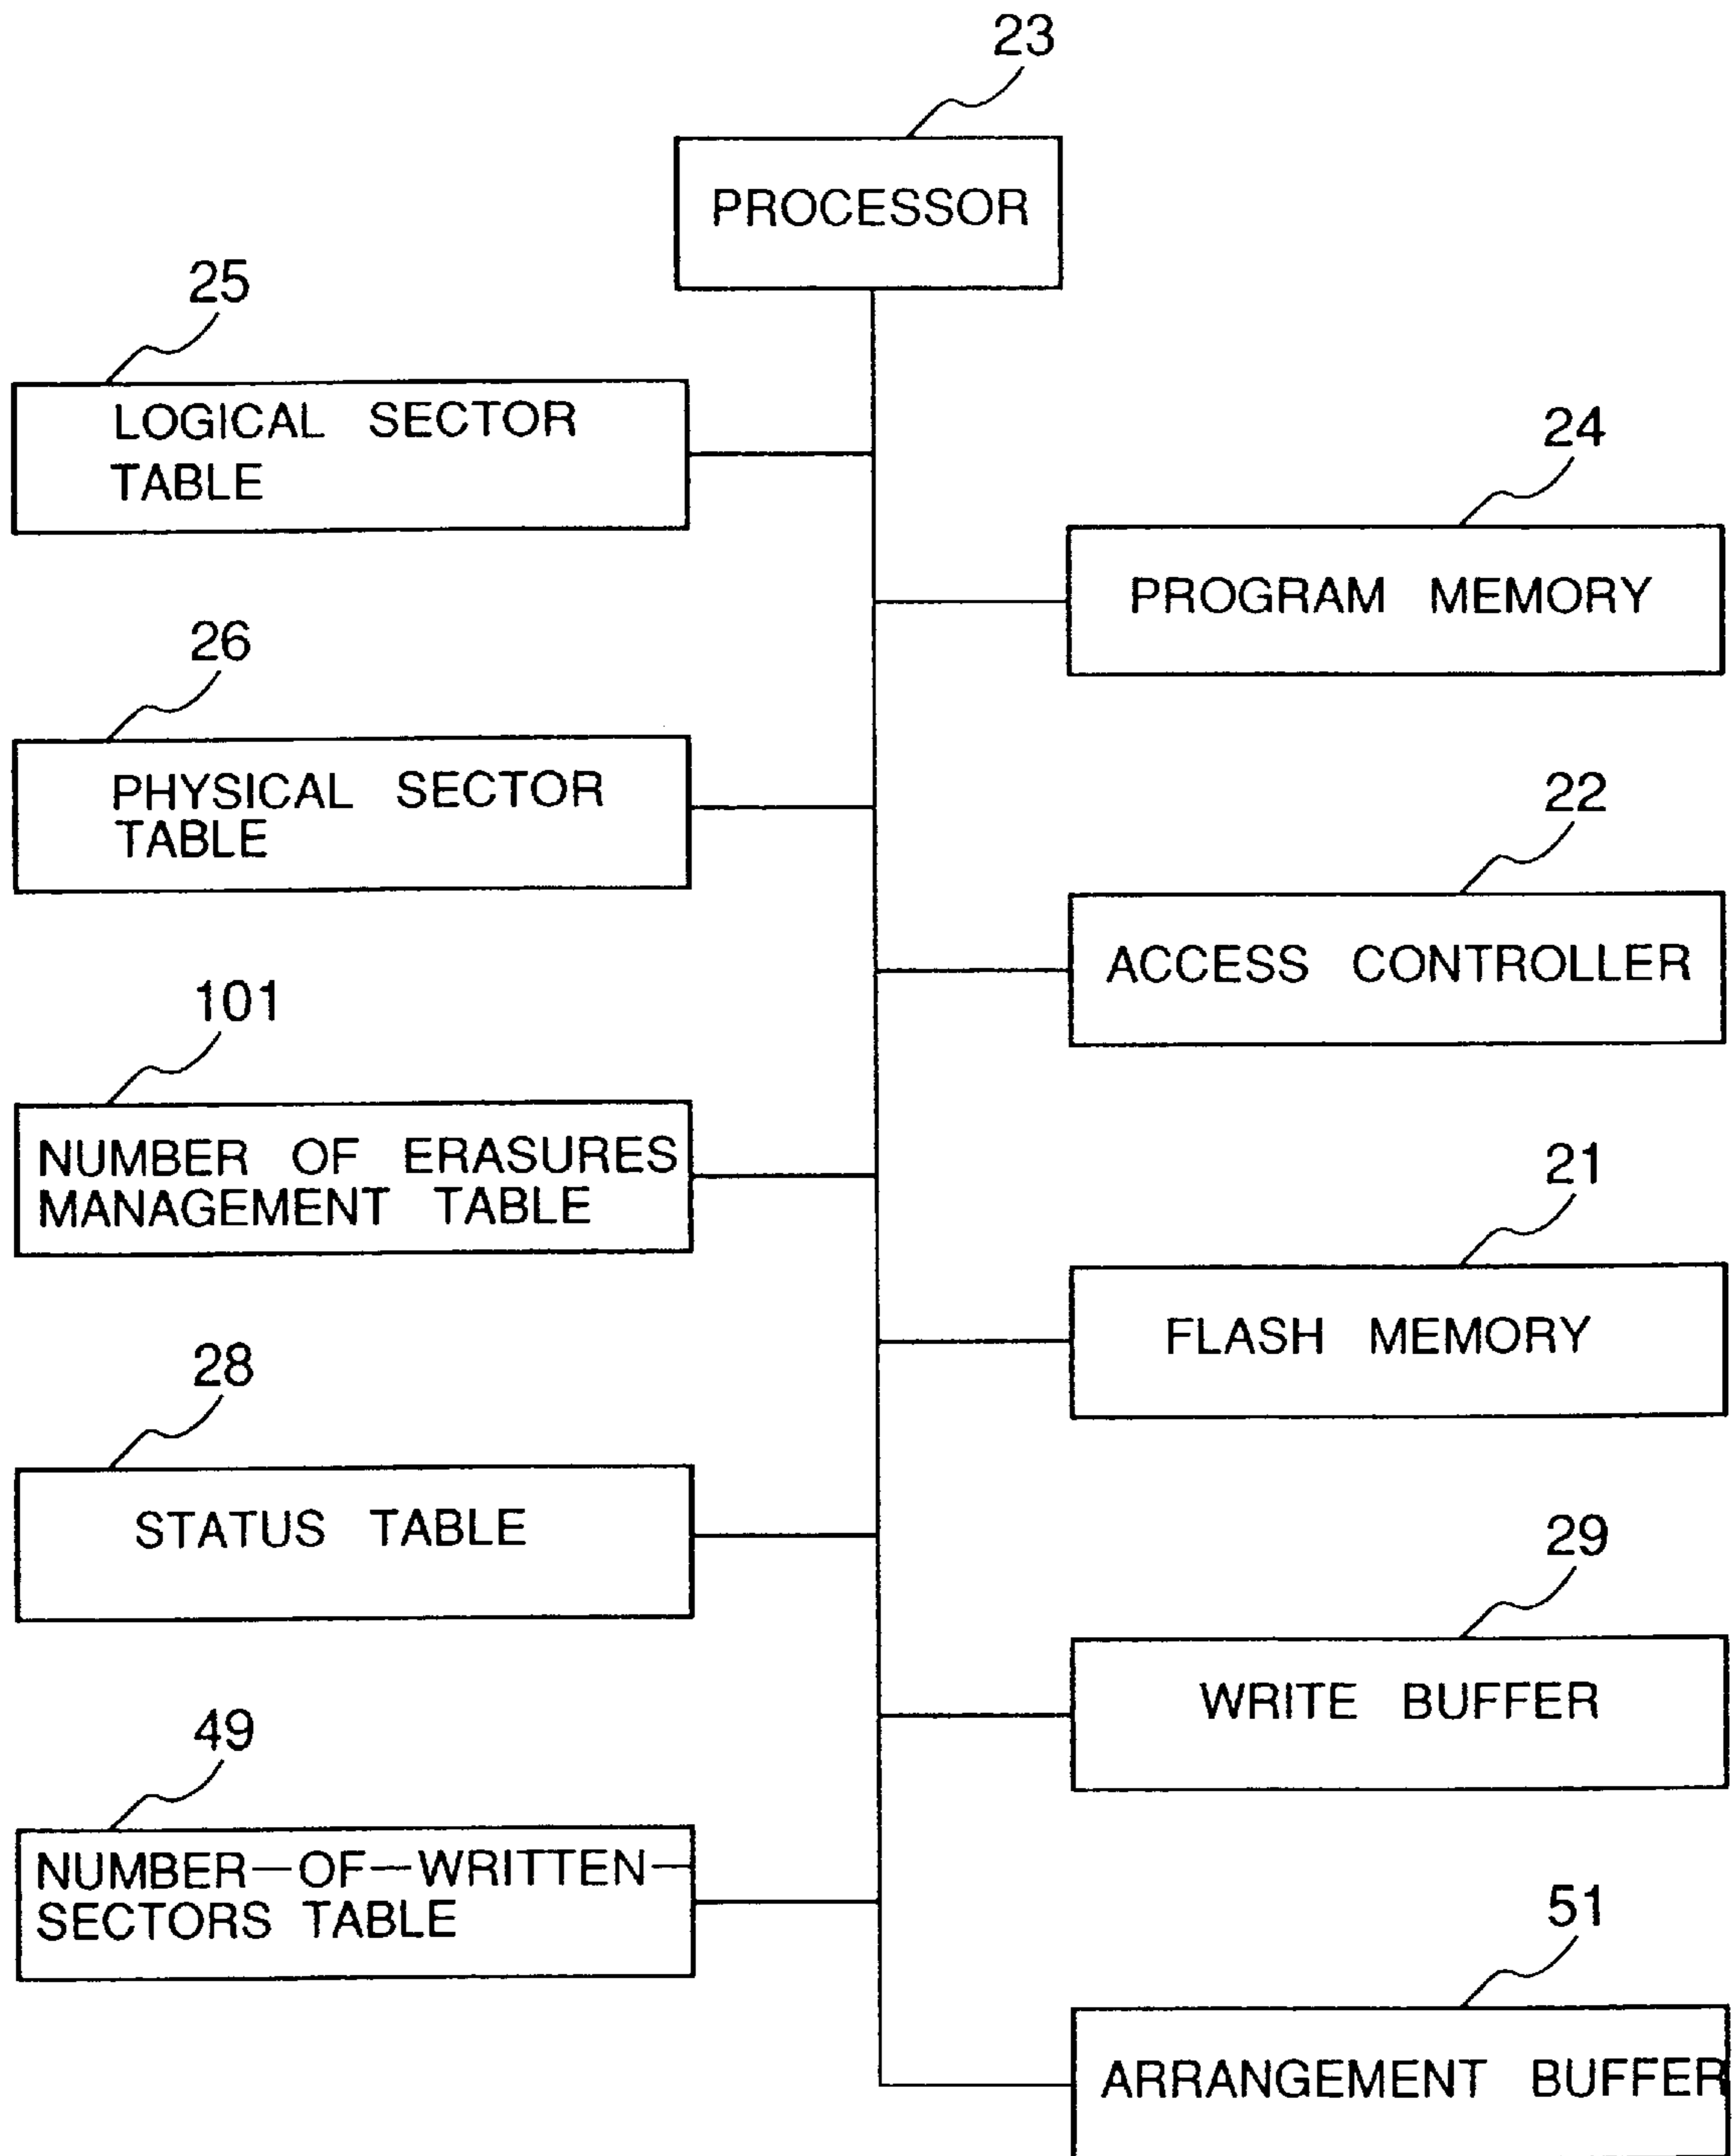 23
PROCESSOR
25
LOGICAL SECTOR
TABLE
24
PROGRAM MEMORY
26
PHYSICAL SECTOR
TABLE
22
ACCESS CONTROLLER
101
NUMBER OF ERASURES
MANAGEMENT TABLE
21
FLASH MEMORY
28
STATUS TABLE
29
WRITE BUFFER
49
NUMBER-OF-WRITTEN-
SECTORS TABLE
51
ARRANGEMENT BUFFER